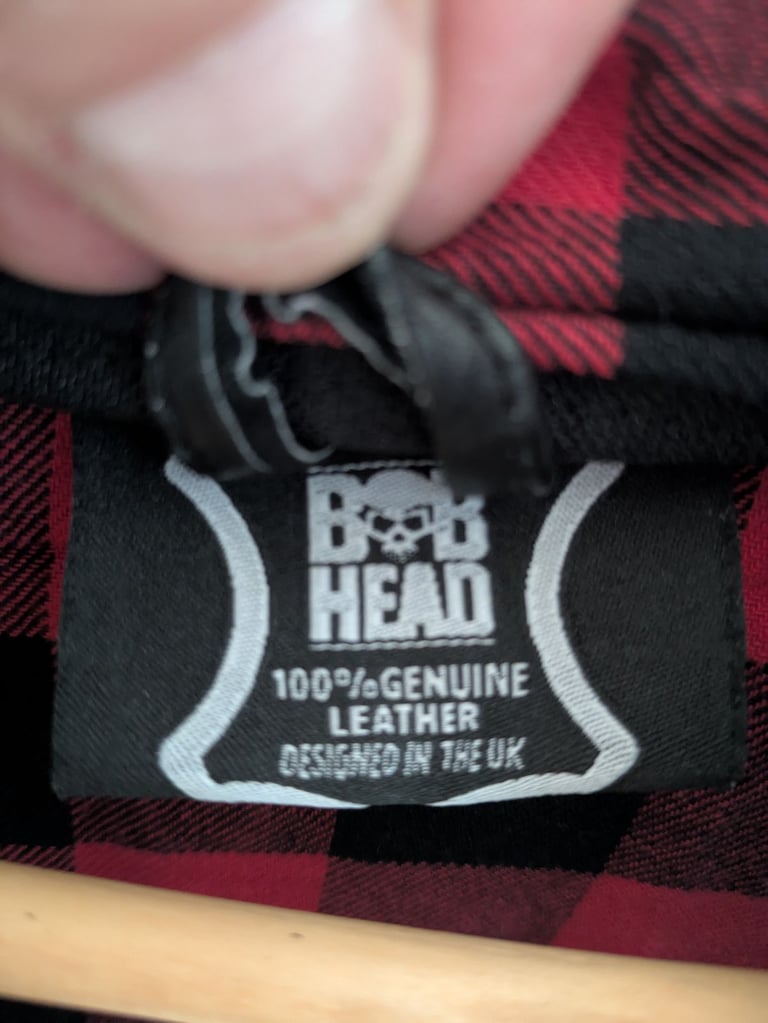 BOB
HEAD
100% GENUINE
LEATHER
DESIGNED IN THE UK